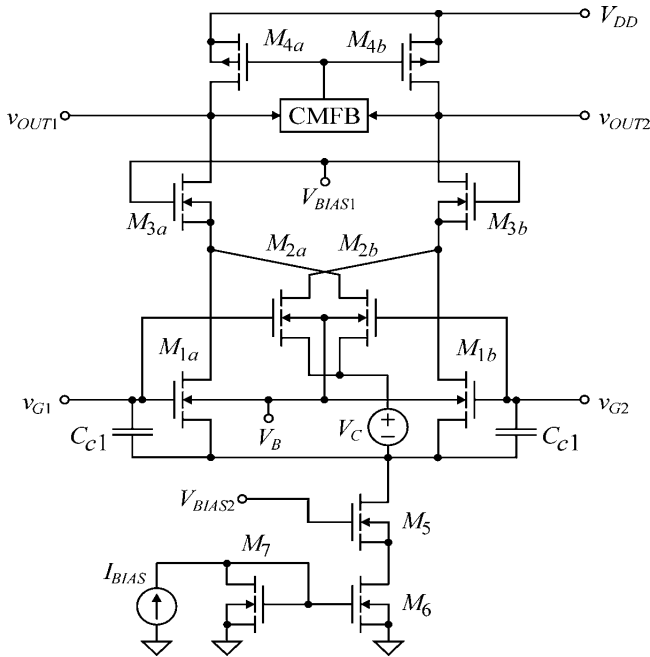 V_DD
M_4a M_4b
v_OUT1 CMFB v_OUT2
V_BIAS1
M_3a M_3b
M_2a M_2b
M_1a M_1b
v_G1 v_G2
C_c1 V_B V_C + − C_c1
V_BIAS2
M_5
M_7
I_BIAS
M_6